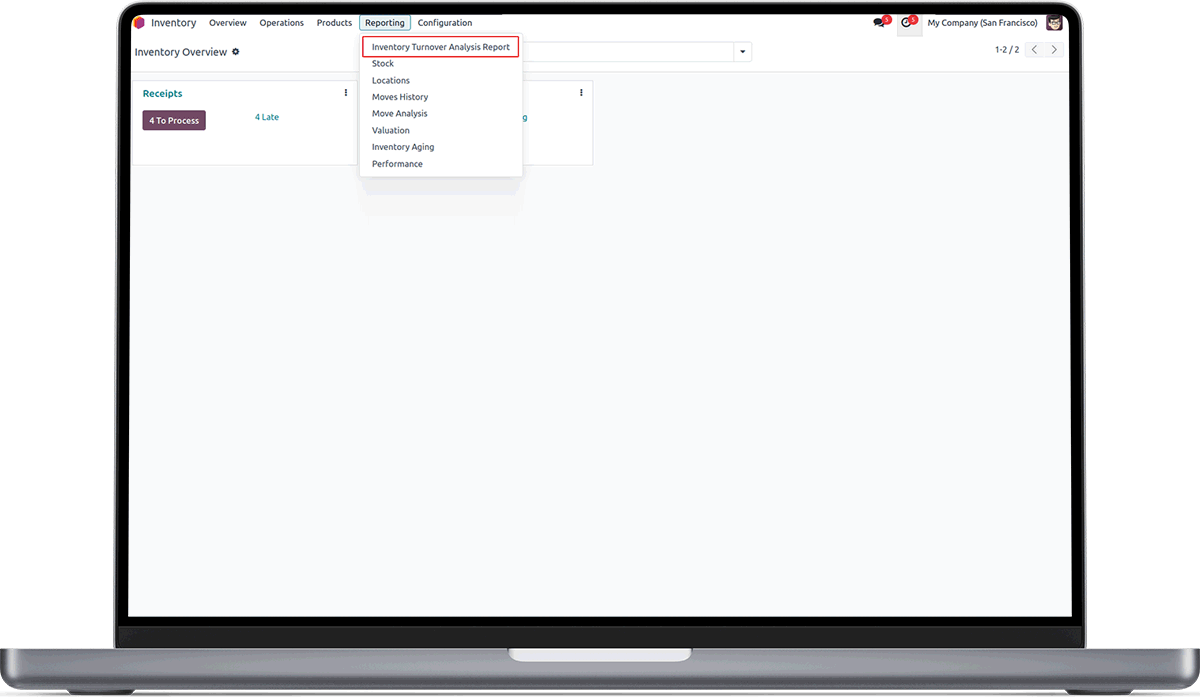 Inventory Overview Operations Products Reporting Configuration 5 5 My Company (San Francisco)
Inventory Overview 1-2 / 2
Inventory Turnover Analysis Report
Stock
Locations
Moves History
Move Analysis
Valuation
Inventory Aging
Performance
Receipts
4 To Process 4 Late